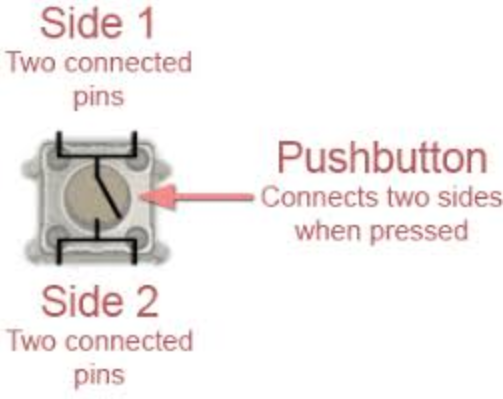 Side 1
Two connected
pins
Pushbutton
Connects two sides
when pressed
Side 2
Two connected
pins